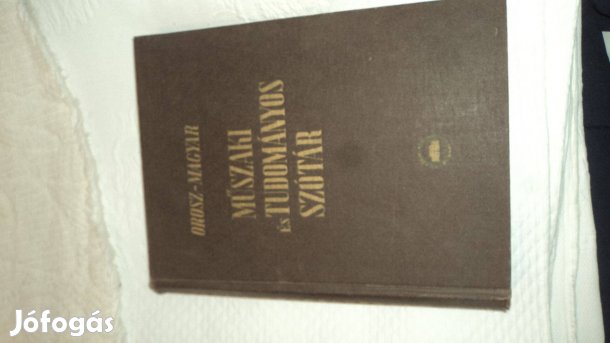 OROSZ-MAGYAR
MŰSZAKI
ÉS TUDOMÁNYOS
SZÓTÁR
Jófogás